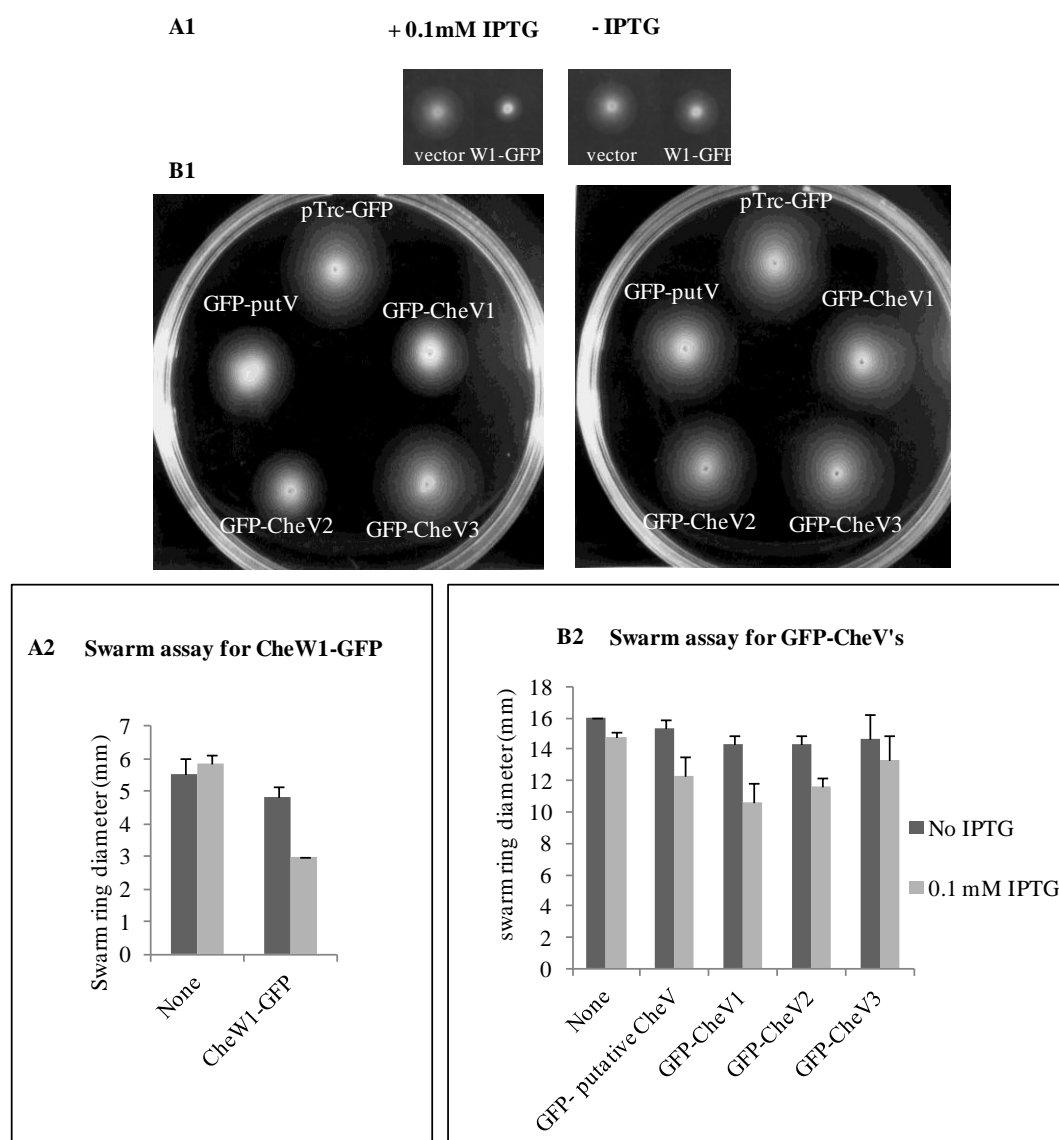 A1 + 0.1mM IPTG - IPTG
vector W1-GFP vector W1-GFP
B1
pTrc-GFP
GFP-putV
GFP-CheV1
GFP-CheV2
GFP-CheV3
pTrc-GFP
GFP-putV
GFP-CheV1
GFP-CheV2
GFP-CheV3
A2 Swarm assay for CheW1-GFP
Swarm ring diameter (mm)
7
6
5
4
3
2
1
0
None
CheW1-GFP
B2 Swarm assay for GFP-CheV's
swarm ring diameter (mm)
18
16
14
12
10
8
6
4
2
0
None
GFP- putative CheV
GFP-CheV1
GFP-CheV2
GFP-CheV3
No IPTG
0.1 mM IPTG